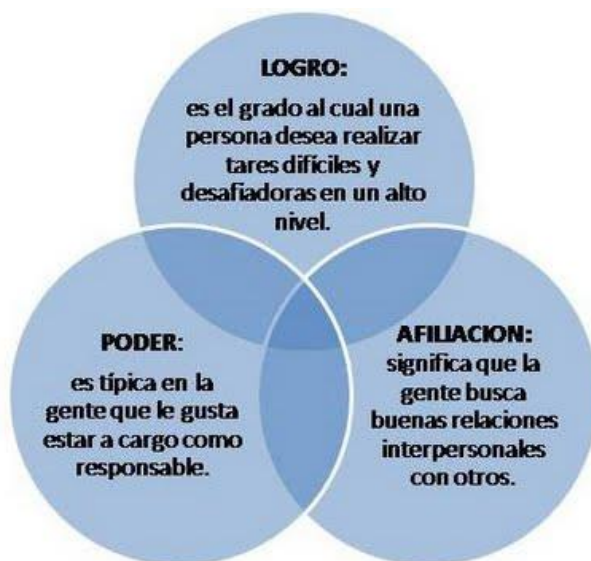 LOGRO:
es el grado al cual una
persona desea realizar
tares difíciles y
desafiadoras en un alto
nivel.
PODER:
es típica en la
gente que le gusta
estar a cargo como
responsable.
AFILIACION:
significa que la
gente busca
buenas relaciones
interpersonales
con otros.